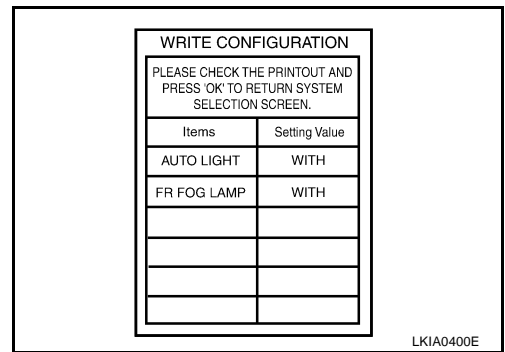 WRITE CONFIGURATION
PLEASE CHECK THE PRINTOUT AND
PRESS 'OK' TO RETURN SYSTEM
SELECTION SCREEN.
Items Setting Value
AUTO LIGHT WITH
FR FOG LAMP WITH
LKIA0400E